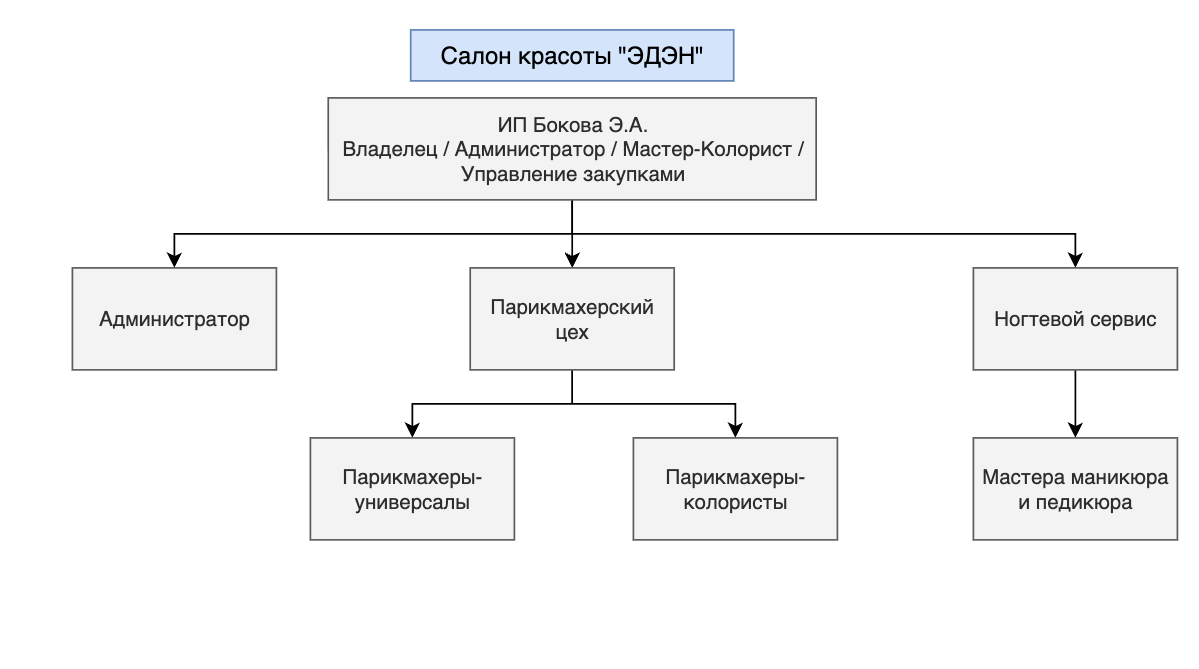 Салон красоты "ЭДЭН"
ИП Бокова Э.А.
Владелец / Администратор / Мастер-Колорист /
Управление закупками
Администратор
Парикмахерский
цех
Ногтевой сервис
Парикмахеры-
универсалы
Парикмахеры-
колористы
Мастера маникюра
и педикюра